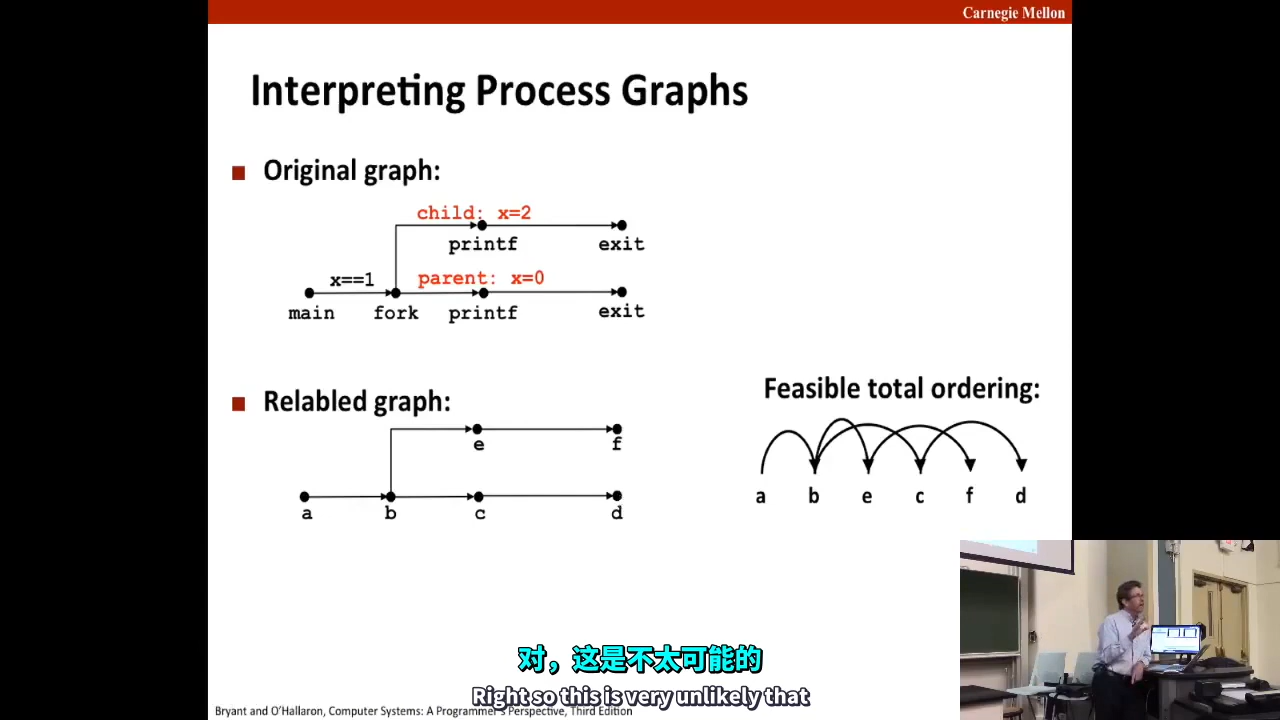 Carnegie Mellon
Interpreting Process Graphs
Original graph:
child: x=2
printf exit
x==1 parent: x=0
main fork printf exit
Relabled graph:
Feasible total ordering:
e f
a b c d
a b e c f d
对，这是不太可能的
Right so this is very unlikely that
Bryant and O'Hallaron, Computer Systems: A Programmer's Perspective, Third Edition